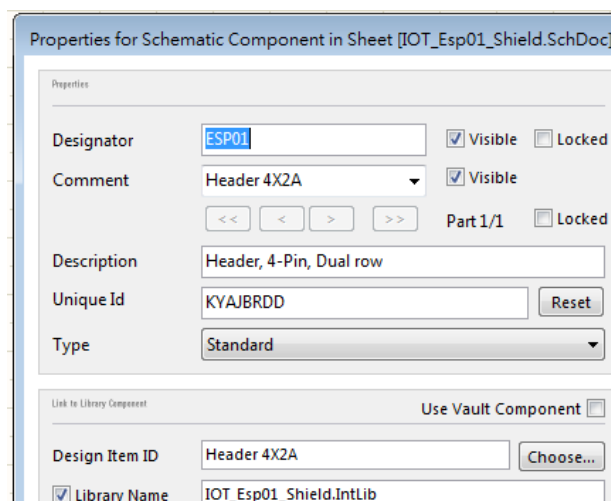 Properties for Schematic Component in Sheet [IOT_Esp01_Shield.SchDoc]
Properties
Designator ESP01 Visible Locked
Comment Header 4X2A Visible
<< < > >> Part 1/1 Locked
Description Header, 4-Pin, Dual row
Unique Id KYAJBRDD Reset
Type Standard
Link to Library Component
Use Vault Component
Design Item ID Header 4X2A Choose...
Library Name IOT_Esp01_Shield.IntLib